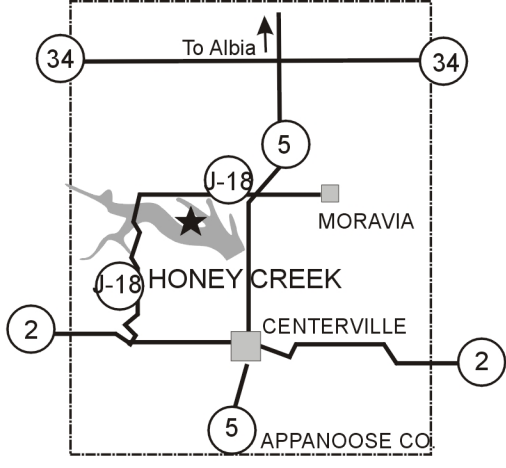 To Albia
34
34
5
J-18
MORAVIA
J-18
HONEY CREEK
2
CENTERVILLE
2
5
APPANOOSE CO.